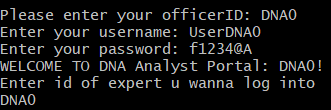 Please enter your officerID: DNA0
Enter your username: UserDNA0
Enter your password: f1234@A
WELCOME TO DNA Analyst Portal: DNA0!
Enter id of expert u wanna log into
DNA0